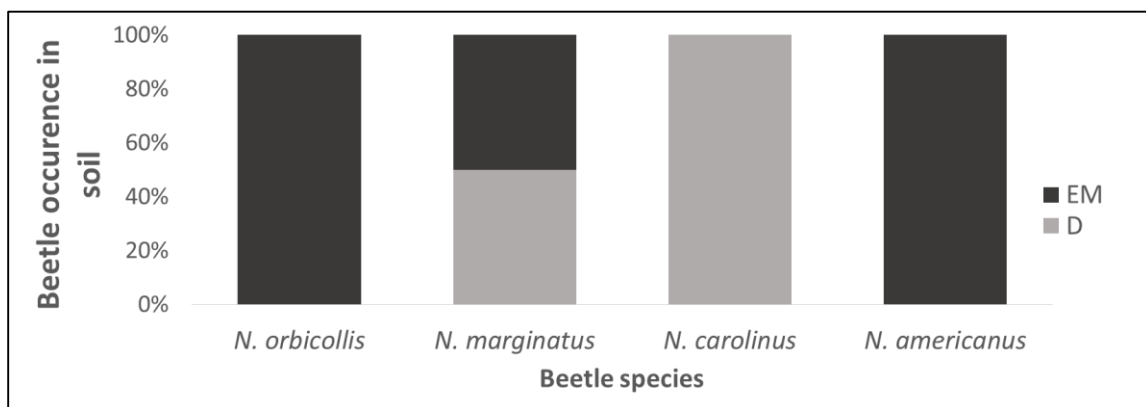 100%
80%
60%
40%
20%
0%
Beetle occurence in
soil
EM
D
N. orbicollis N. marginatus N. carolinus N. americanus
Beetle species